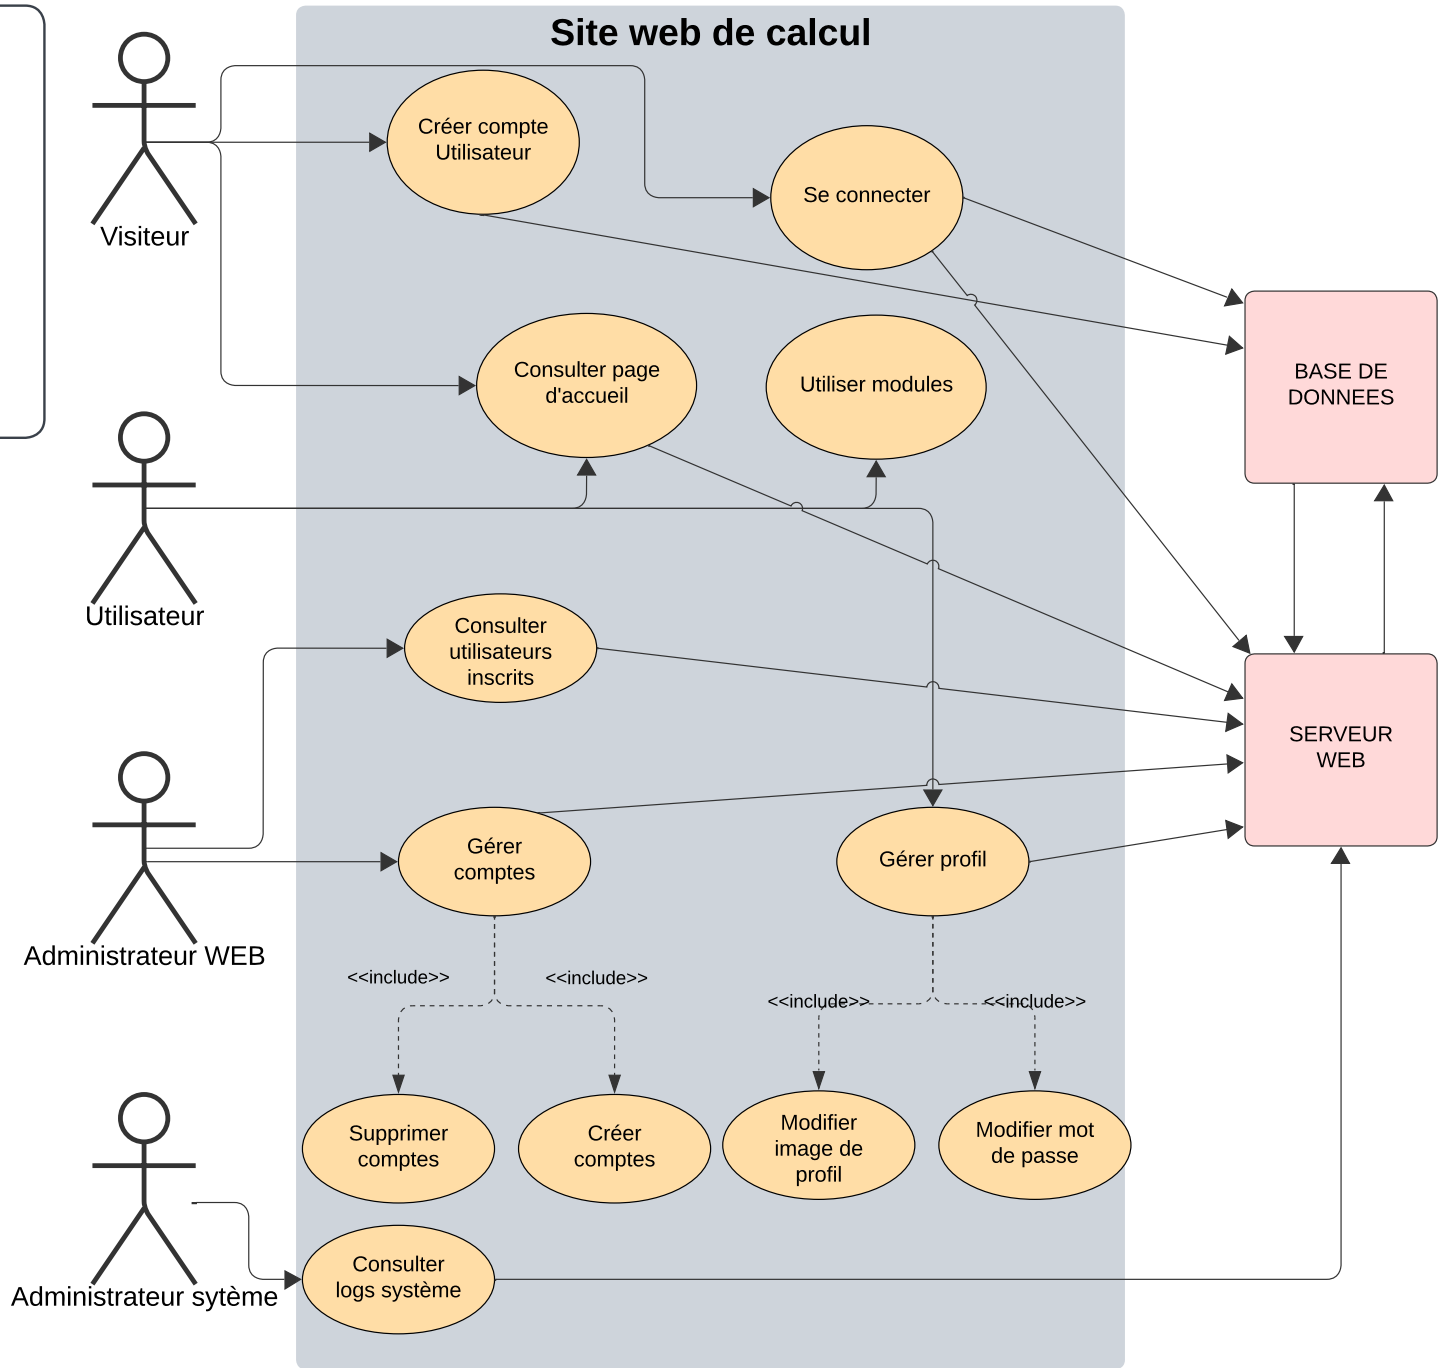 Site web de calcul
Créer compte
Utilisateur
Se connecter
Visiteur
Consulter page
d'accueil
Utiliser modules
BASE DE
DONNEES
Utilisateur
Consulter
utilisateurs
inscrits
SERVEUR
WEB
Gérer
comptes
Gérer profil
Administrateur WEB
<<include>>
<<include>>
<<include>>
<<include>>
Supprimer
comptes
Créer
comptes
Modifier
image de
profil
Modifier mot
de passe
Consulter
logs système
Administrateur sytème